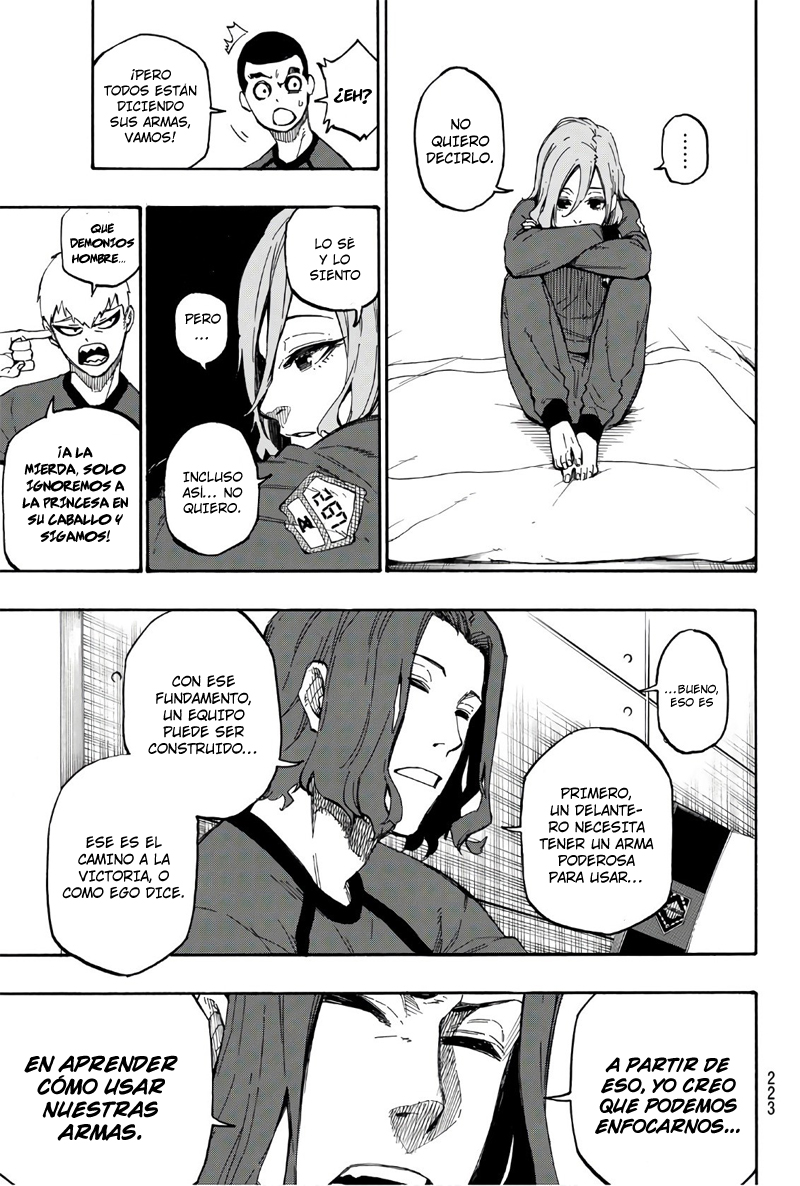 .......
NO
QUIERO
DECIRLO.
¿EH?
¡PERO
TODOS ESTÁN
DICIENDO
SUS ARMAS,
VAMOS!
LO SÉ
Y LO
SIENTO
PERO
...
INCLUSO
ASÍ... NO
QUIERO.
267
Z
QUE
DEMONIOS
HOMBRE...
¡A LA
MIERDA, SOLO
IGNOREMOS A
LA PRINCESA EN
SU CABALLO Y
SIGAMOS!
...BUENO,
ESO ES
PRIMERO,
UN DELANTE-
RO NECESITA
TENER UN ARMA
PODEROSA
PARA USAR...
CON ESE
FUNDAMENTO,
UN EQUIPO
PUEDE SER
CONSTRUIDO...
ESE ES EL
CAMINO A LA
VICTORIA, O
COMO EGO DICE.
A PARTIR DE
ESO, YO CREO
QUE PODEMOS
ENFOCARNOS...
EN APRENDER
CÓMO USAR
NUESTRAS
ARMAS.
223